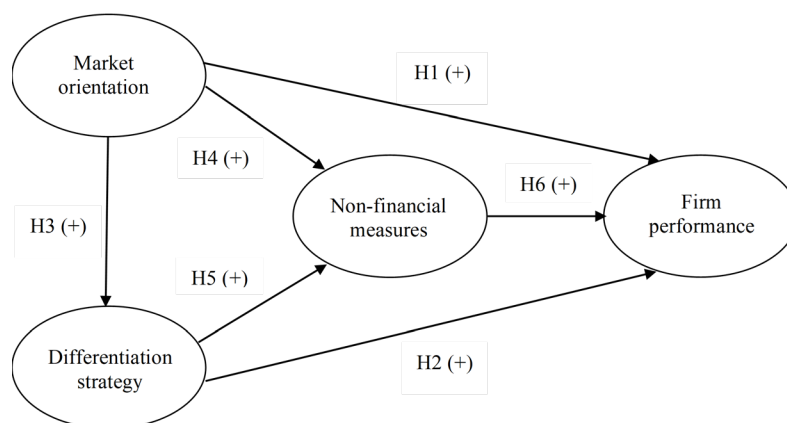 Market
orientation
H1 (+)
H4 (+)
Non-financial
measures
H6 (+)
Firm
performance
H3 (+)
H5 (+)
Differentiation
strategy
H2 (+)